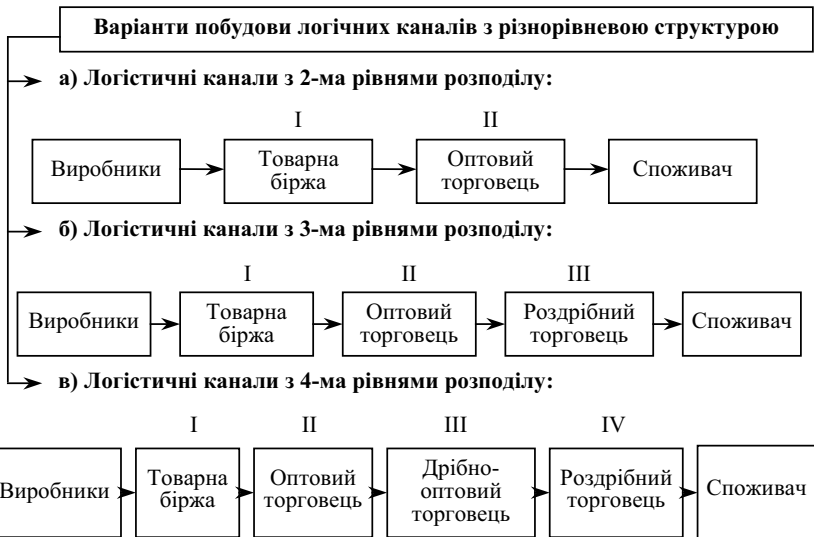 Варіанти побудови логічних каналів з різнорівневою структурою
а) Логістичні канали з 2-ма рівнями розподілу:
I II
Виробники
Товарна
біржа
Оптовий
торговець
Споживач
б) Логістичні канали з 3-ма рівнями розподілу:
I II III
Виробники
Товарна
біржа
Оптовий
торговець
Роздрібний
торговець
Споживач
в) Логістичні канали з 4-ма рівнями розподілу:
I II III IV
Виробники
Товарна
біржа
Оптовий
торговець
Дрібно-
оптовий
торговець
Роздрібний
торговець
Споживач